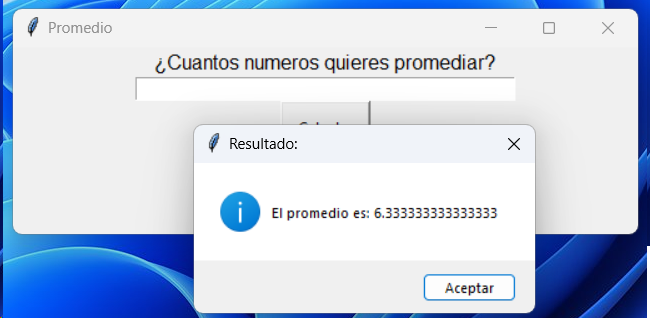 Promedio
¿Cuantos numeros quieres promediar?
Resultado:
El promedio es: 6.333333333333333
Aceptar